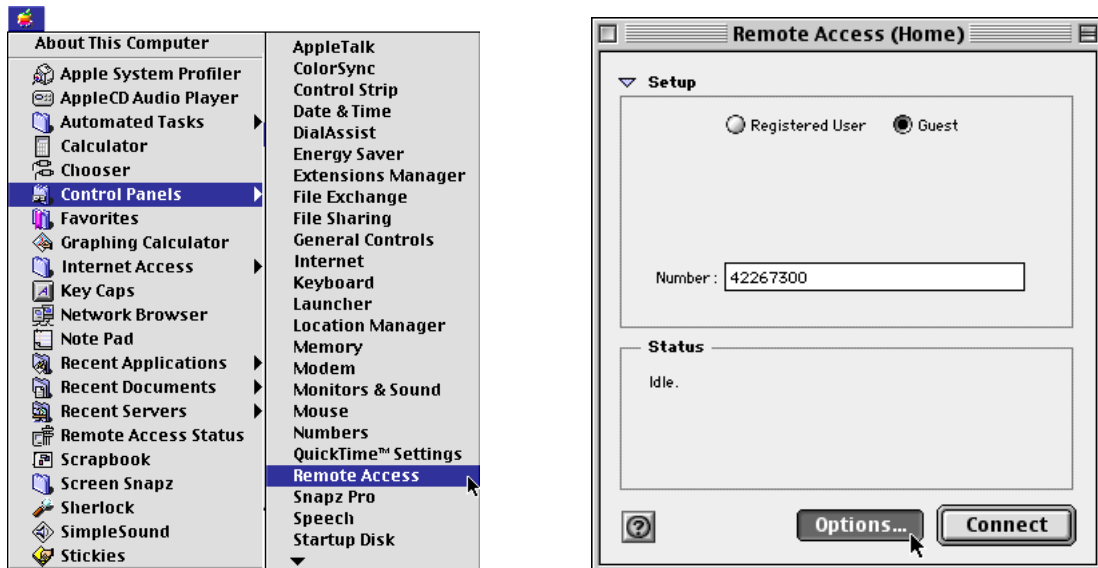 About This Computer
Apple System Profiler
AppleCD Audio Player
Automated Tasks
Calculator
Chooser
Control Panels
Favorites
Graphing Calculator
Internet Access
Key Caps
Network Browser
Note Pad
Recent Applications
Recent Documents
Recent Servers
Remote Access Status
Scrapbook
Screen Snapz
Sherlock
SimpleSound
Stickies
AppleTalk
ColorSync
Control Strip
Date & Time
DialAssist
Energy Saver
Extensions Manager
File Exchange
File Sharing
General Controls
Internet
Keyboard
Launcher
Location Manager
Memory
Modem
Monitors & Sound
Mouse
Numbers
QuickTime™ Settings
Remote Access
Snapz Pro
Speech
Startup Disk
Remote Access (Home)
Setup
Registered User Guest
Number: 42267300
Status
Idle.
Options... Connect